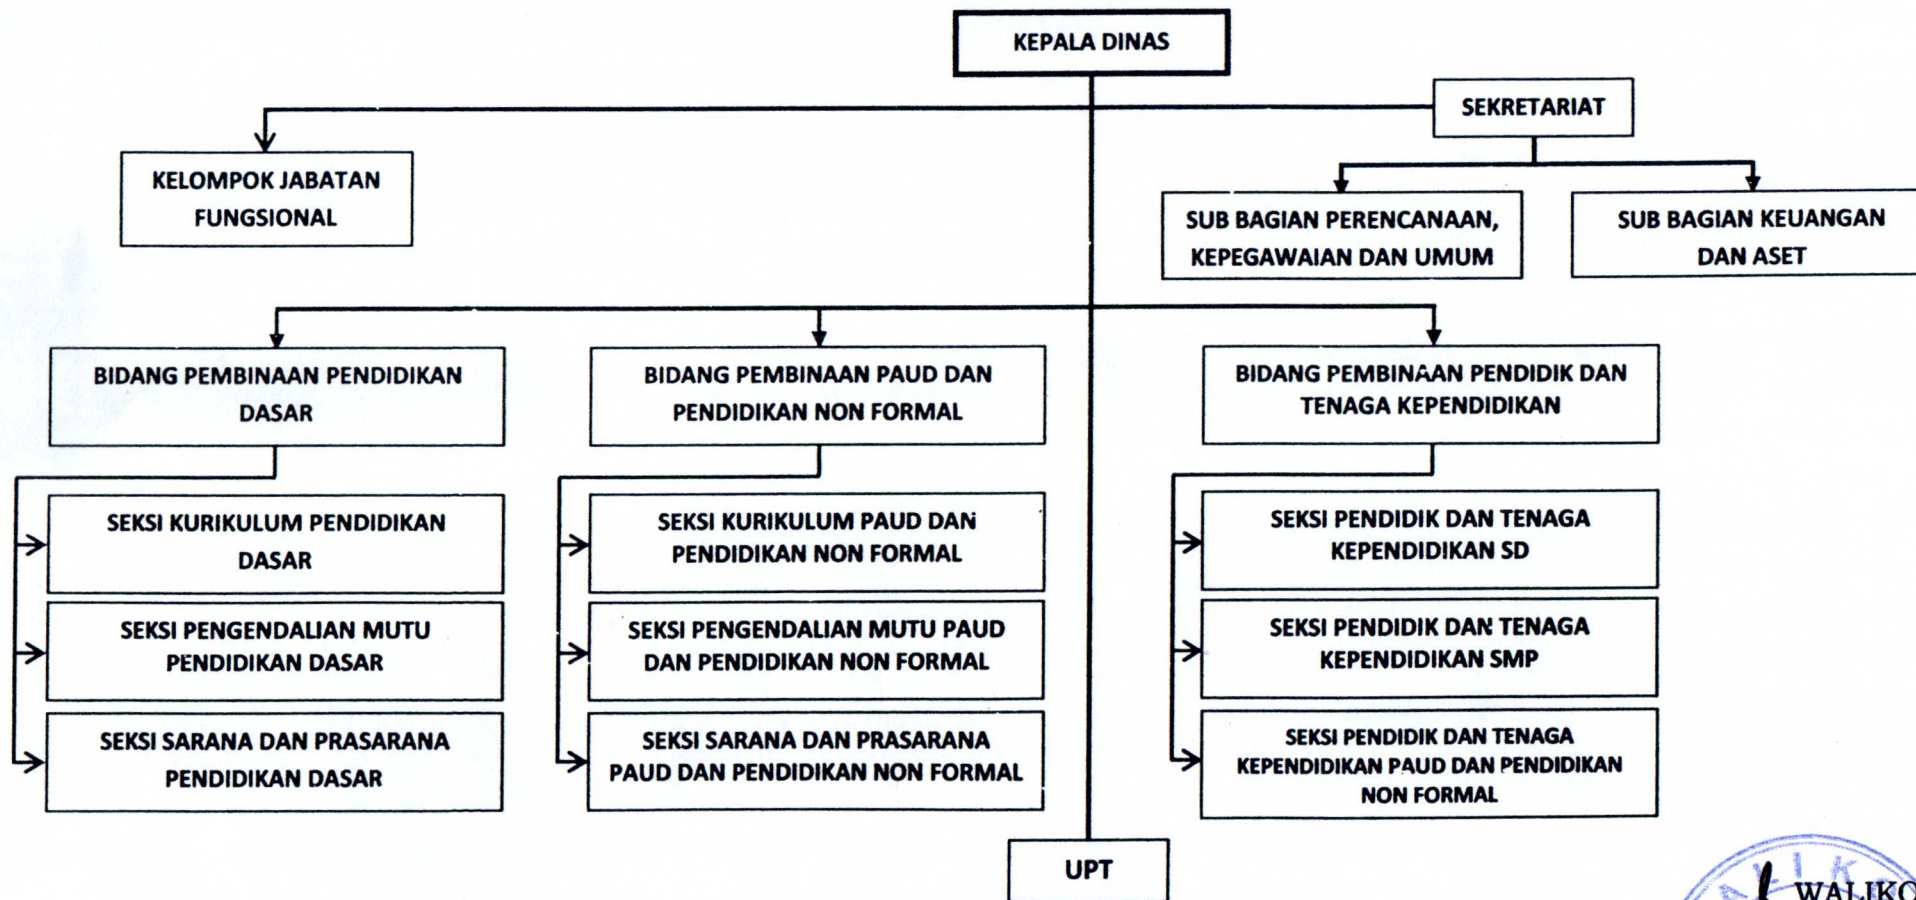 KEPALA DINAS
SEKRETARIAT
KELOMPOK JABATAN
FUNGSIONAL
SUB BAGIAN PERENCANAAN,
KEPEGAWAIAN DAN UMUM
SUB BAGIAN KEUANGAN
DAN ASET
BIDANG PEMBINAAN PENDIDIKAN
DASAR
BIDANG PEMBINAAN PAUD DAN
PENDIDIKAN NON FORMAL
BIDANG PEMBINAAN PENDIDIK DAN
TENAGA KEPENDIDIKAN
SEKSI KURIKULUM PENDIDIKAN
DASAR
SEKSI KURIKULUM PAUD DAN
PENDIDIKAN NON FORMAL
SEKSI PENDIDIK DAN TENAGA
KEPENDIDIKAN SD
SEKSI PENGENDALIAN MUTU
PENDIDIKAN DASAR
SEKSI PENGENDALIAN MUTU PAUD
DAN PENDIDIKAN NON FORMAL
SEKSI PENDIDIK DAN TENAGA
KEPENDIDIKAN SMP
SEKSI SARANA DAN PRASARANA
PENDIDIKAN DASAR
SEKSI SARANA DAN PRASARANA
PAUD DAN PENDIDIKAN NON FORMAL
SEKSI PENDIDIK DAN TENAGA
KEPENDIDIKAN PAUD DAN PENDIDIKAN
NON FORMAL
UPT
WALIKO